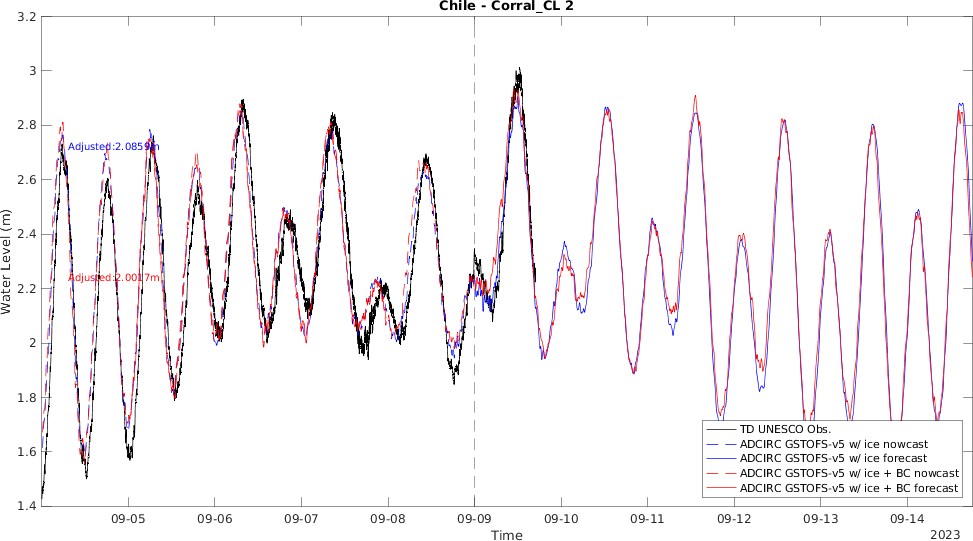 Chile - Corral_CL 2
3.2
3
2.8
2.6
2.4
2.2
2
1.8
1.6
1.4
Water Level (m)
Adjusted:2.0859m
Adjusted:2.0017m
TD UNESCO Obs.
ADCIRC GSTOFS-v5 w/ ice nowcast
ADCIRC GSTOFS-v5 w/ ice forecast
ADCIRC GSTOFS-v5 w/ ice + BC nowcast
ADCIRC GSTOFS-v5 w/ ice + BC forecast
09-05 09-06 09-07 09-08 09-09 09-10 09-11 09-12 09-13 09-14
Time
2023